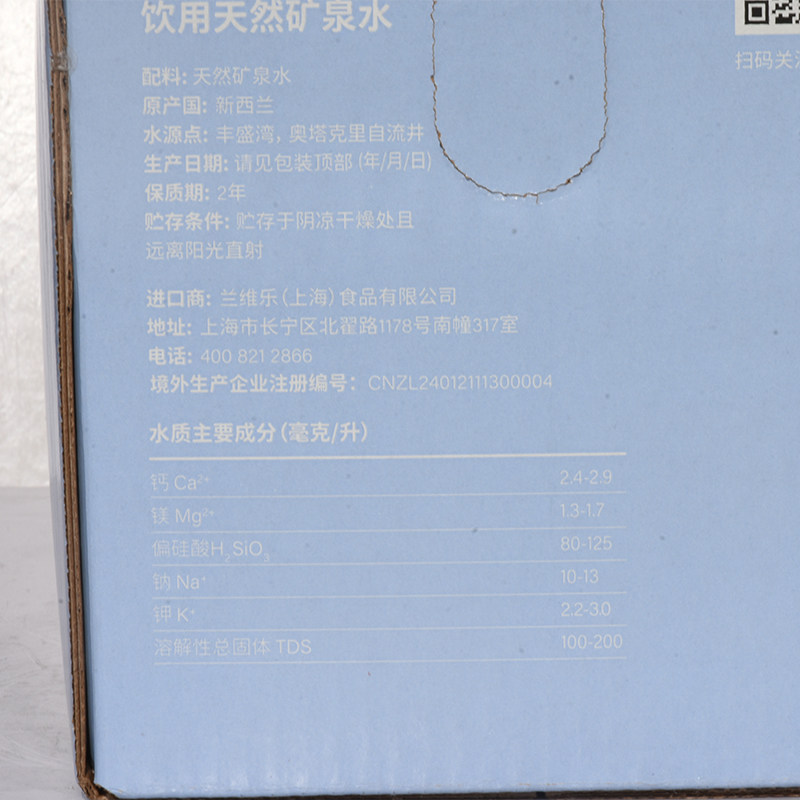 饮用天然矿泉水
扫码关注
配料: 天然矿泉水
原产国: 新西兰
水源点: 丰盛湾, 奥塔克里自流井
生产日期: 请见包装顶部 (年/月/日)
保质期: 2年
贮存条件: 贮存于阴凉干燥处且
远离阳光直射
进口商: 兰维乐(上海)食品有限公司
地址: 上海市长宁区北翟路1178号南幢317室
电话: 400 821 2866
境外生产企业注册编号: CNZL24012111300004
水质主要成分(毫克/升)
钙 Ca²⁺ 2.4-2.9
镁 Mg²⁺ 1.3-1.7
偏硅酸H₂SiO₃ 80-125
钠 Na⁺ 10-13
钾 K⁺ 2.2-3.0
溶解性总固体 TDS 100-200